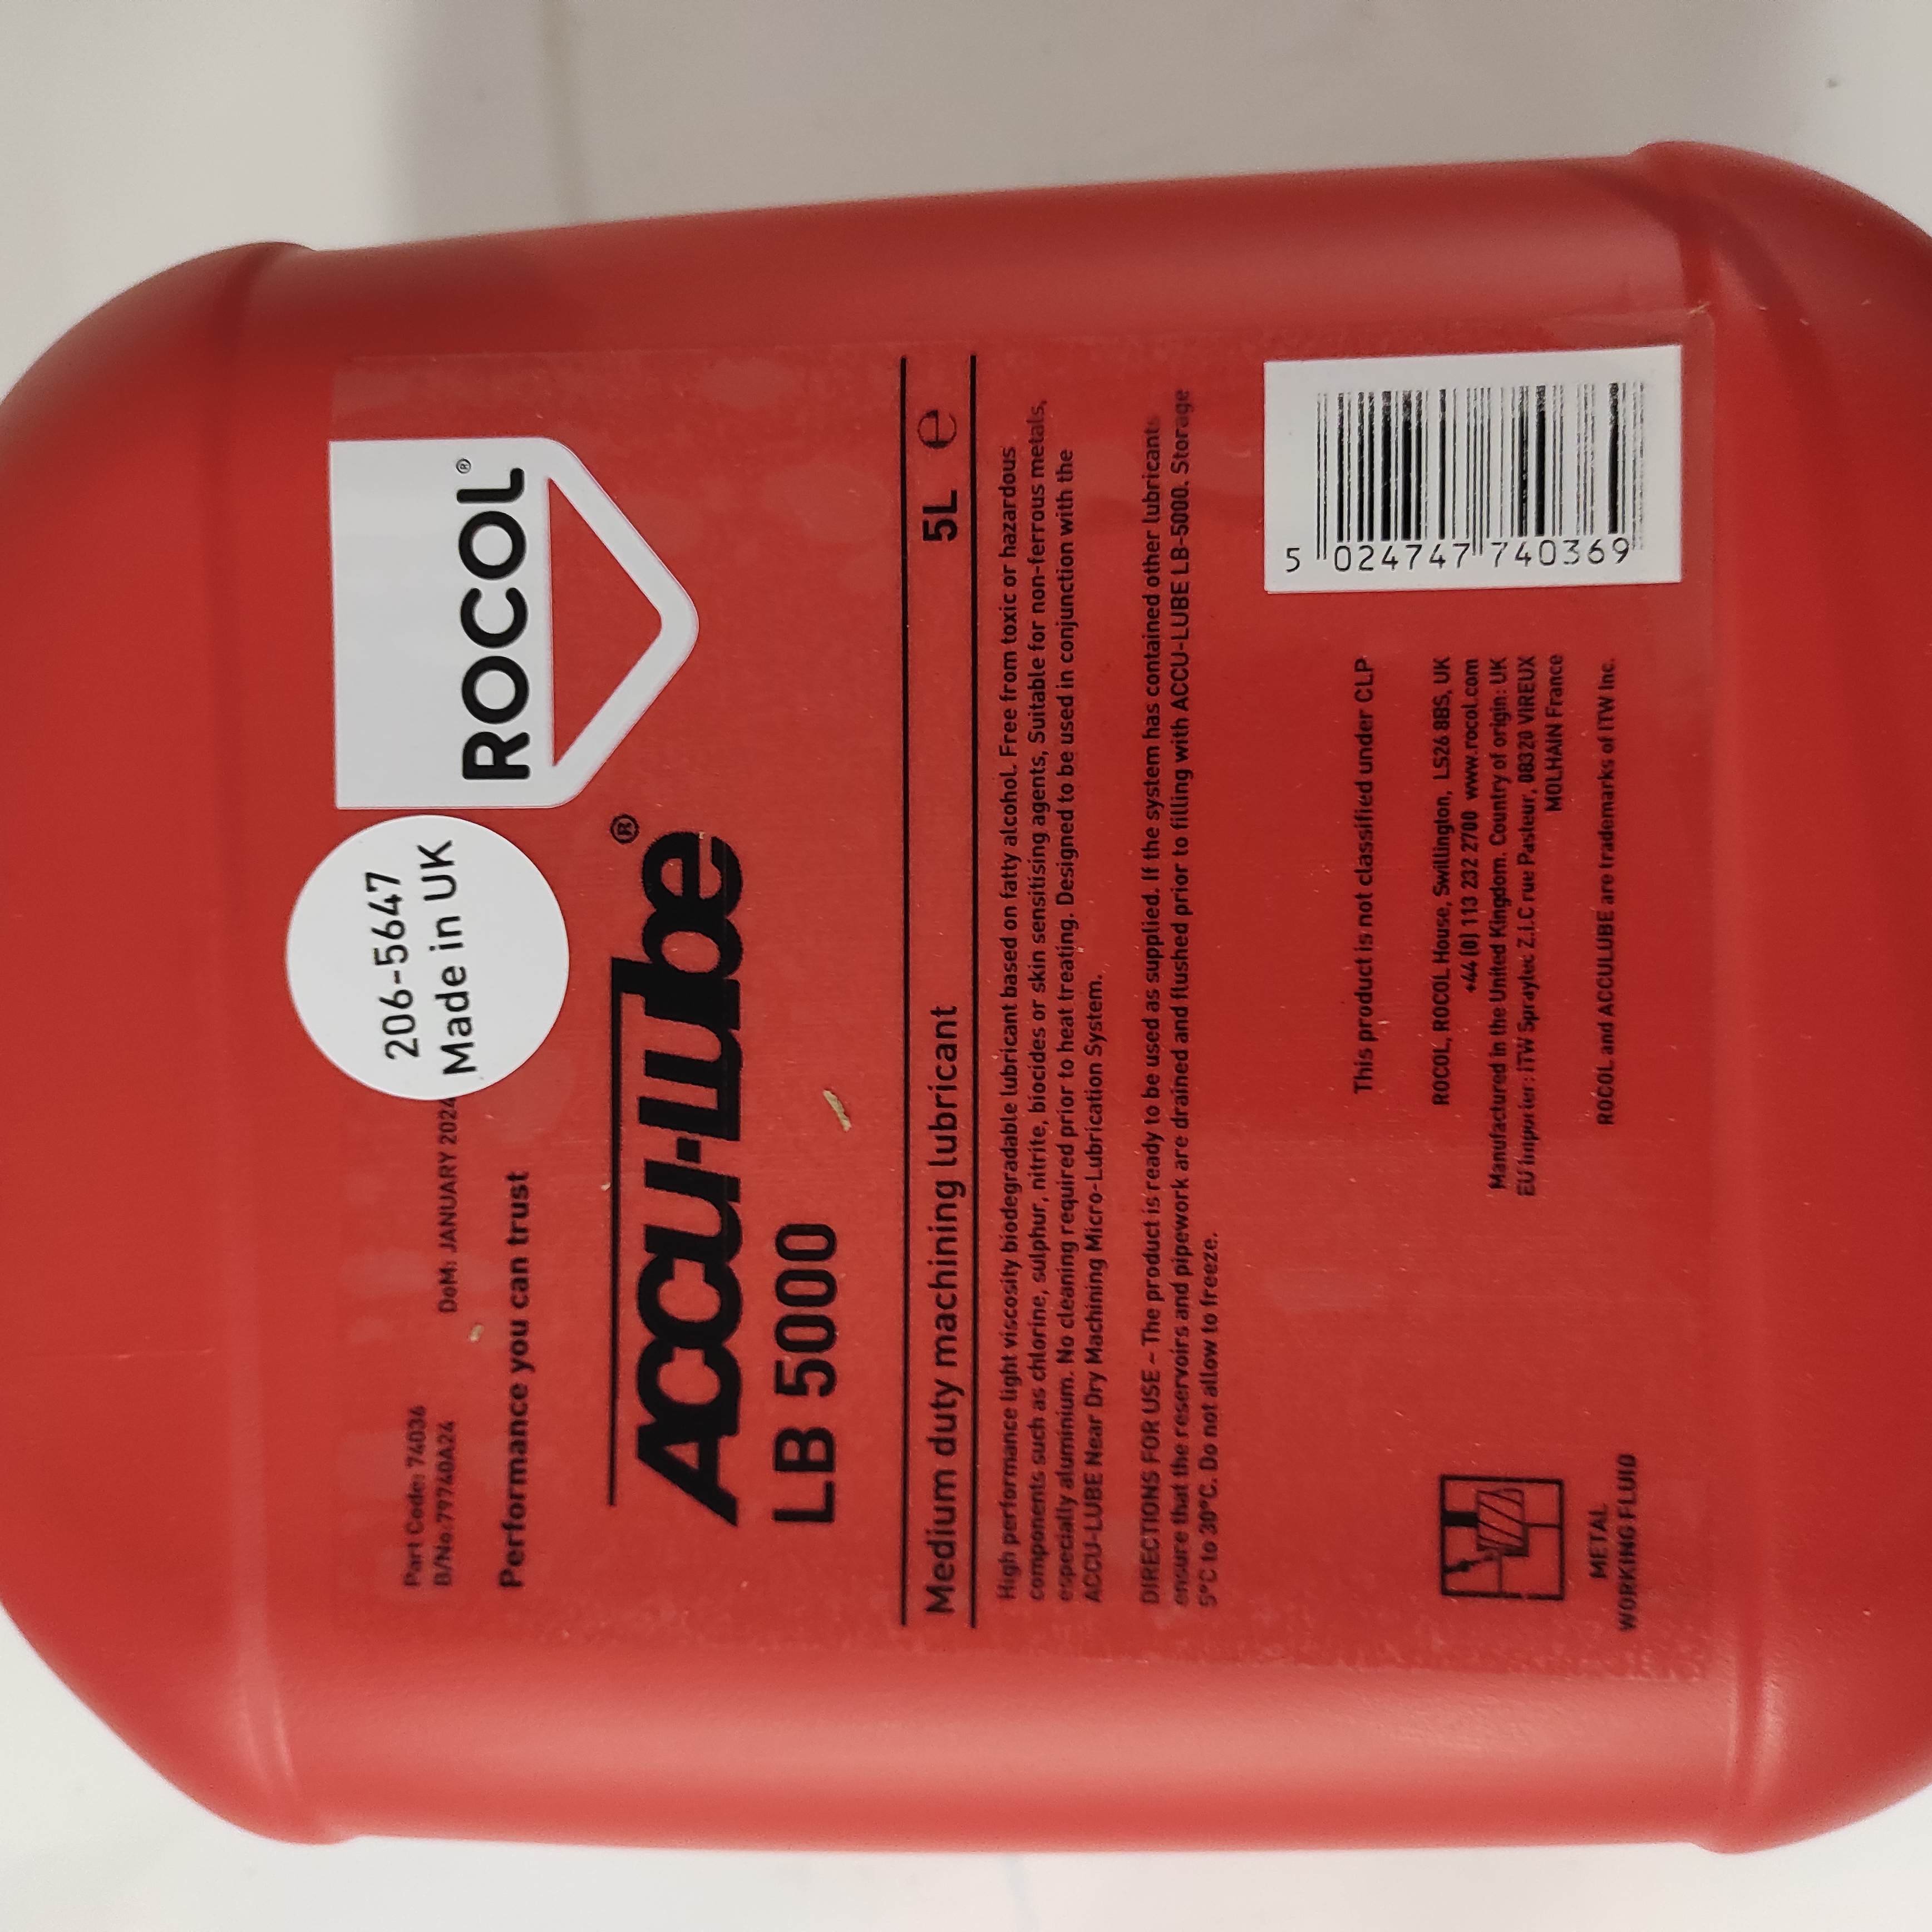 Part Code: 74036
B/No.79740A24
DoM: JANUARY 2024
206-5647
Made in UK
ROCOL®
Performance you can trust
ACCU-Lube®
LB 5000
Medium duty machining lubricant 5L e
High performance light viscosity biodegradable lubricant based on fatty alcohol. Free from toxic or hazardous
components such as chlorine, sulphur, nitrite, biocides or skin sensitising agents, Suitable for non-ferrous metals,
especially aluminium. No cleaning required prior to heat treating. Designed to be used in conjunction with the
ACCU-LUBE Near Dry Machining Micro-Lubrication System.
DIRECTIONS FOR USE – The product is ready to be used as supplied. If the system has contained other lubricants
ensure that the reservoirs and pipework are drained and flushed prior to filling with ACCU-LUBE LB-5000. Storage
5°C to 30°C. Do not allow to freeze.
METAL
WORKING FLUID
This product is not classified under CLP
ROCOL, ROCOL House, Swillington, LS26 8BS, UK
+44 (0) 113 232 2700 www.rocol.com
Manufactured in the United Kingdom. Country of origin: UK
EU importer: ITW Spraytec Z.I.C rue Pasteur, 08320 VIREUX
MOLHAIN France
ROCOL and ACCULUBE are trademarks of ITW Inc.
5 024747 740369